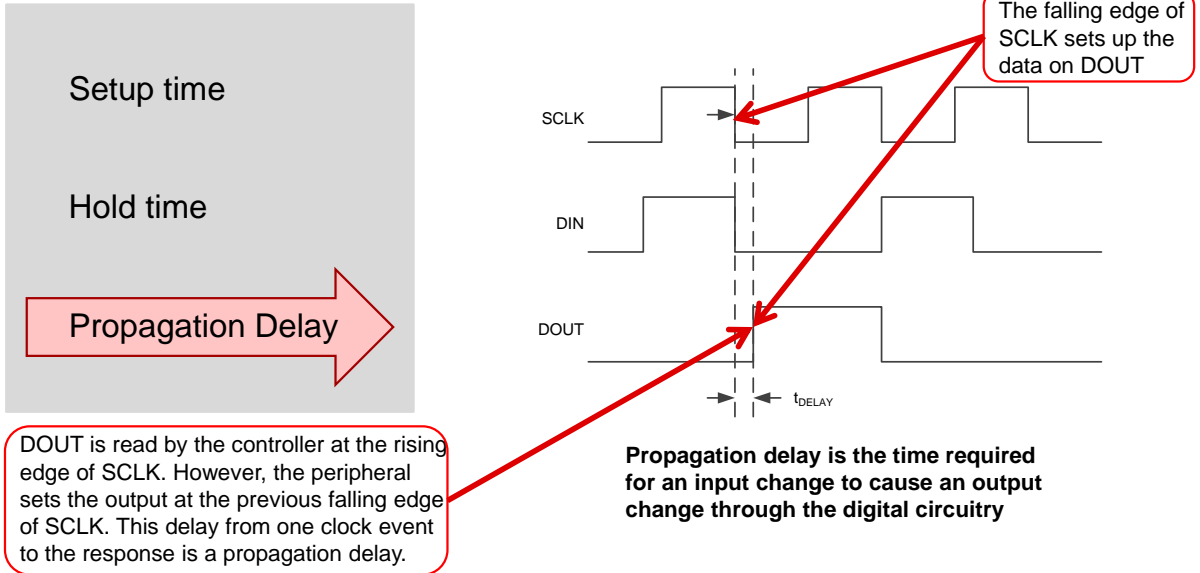 Setup time
Hold time
Propagation Delay
DOUT is read by the controller at the rising
edge of SCLK. However, the peripheral
sets the output at the previous falling edge
of SCLK. This delay from one clock event
to the response is a propagation delay.
The falling edge of
SCLK sets up the
data on DOUT
SCLK
DIN
DOUT
tDELAY
Propagation delay is the time required
for an input change to cause an output
change through the digital circuitry